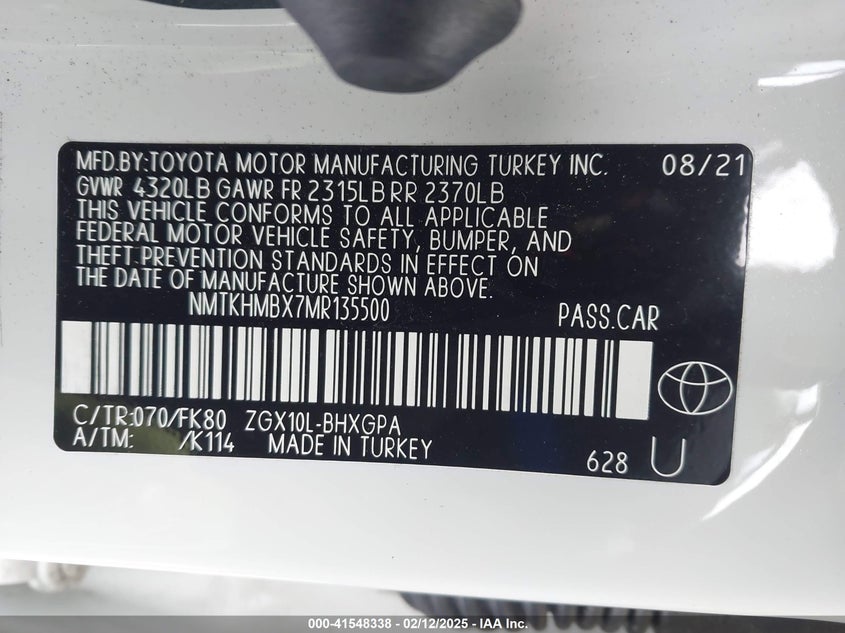 MFD.BY:TOYOTA MOTOR MANUFACTURING TURKEY INC. 08/21
GVWR 4320LB GAWR FR 2315LB RR 2370LB
THIS VEHICLE CONFORMS TO ALL APPLICABLE
FEDERAL MOTOR VEHICLE SAFETY, BUMPER, AND
THEFT PREVENTION STANDARDS IN EFFECT ON
THE DATE OF MANUFACTURE SHOWN ABOVE.
NMTKHMBX7MR135500 PASS.CAR
C/TR:070/FK80 ZGX10L-BHXGPA
A/TM: /K114 MADE IN TURKEY
628 U
000-41548338 - 02/12/2025 - IAA Inc.